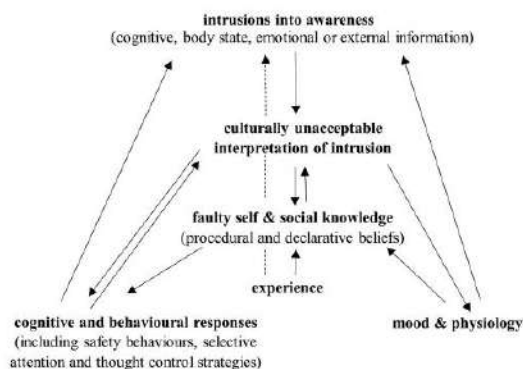 intrusions into awareness
(cognitive, body state, emotional or external information)
culturally unacceptable
interpretation of intrusion
faulty self & social knowledge
(procedural and declarative beliefs)
experience
cognitive and behavioural responses
(including safety behaviours, selective
attention and thought control strategies)
mood & physiology